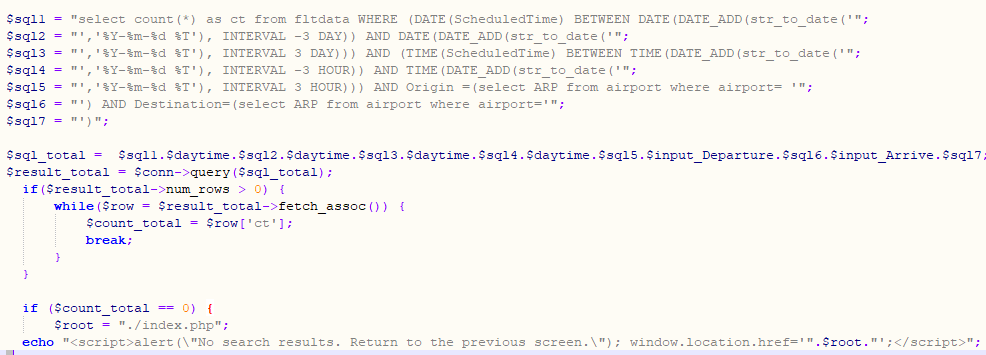 $sql1 = "select count(*) as ct from fltdata WHERE (DATE(ScheduledTime) BETWEEN DATE(DATE_ADD(str_to_date('";
$sql2 = "','%Y-%m-%d %T'), INTERVAL -3 DAY)) AND DATE(DATE_ADD(str_to_date('";
$sql3 = "','%Y-%m-%d %T'), INTERVAL 3 DAY))) AND (TIME(ScheduledTime) BETWEEN TIME(DATE_ADD(str_to_date('";
$sql4 = "','%Y-%m-%d %T'), INTERVAL -3 HOUR)) AND TIME(DATE_ADD(str_to_date('";
$sql5 = "','%Y-%m-%d %T'), INTERVAL 3 HOUR))) AND Origin =(select ARP from airport where airport= '";
$sql6 = "') AND Destination=(select ARP from airport where airport='";
$sql7 = "')";
$sql_total =  $sql1.$daytime.$sql2.$daytime.$sql3.$daytime.$sql4.$daytime.$sql5.$input_Departure.$sql6.$input_Arrive.$sql7;
$result_total = $conn->query($sql_total);
if($result_total->num_rows > 0) {
while($row = $result_total->fetch_assoc()) {
$count_total = $row['ct'];
break;
}
}
if ($count_total == 0) {
$root = "./index.php";
echo "<script>alert(\"No search results. Return to the previous screen.\"); window.location.href='".$root."';</script>";